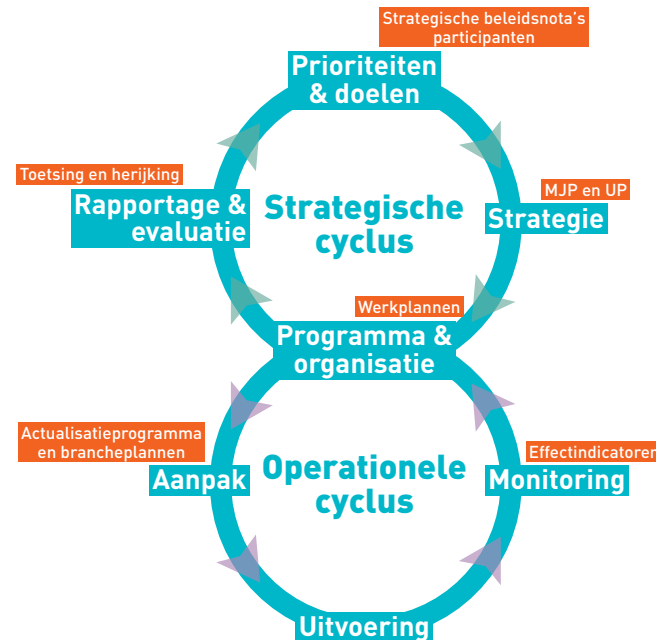 Strategische beleidsnota's
participanten
Prioriteiten
& doelen
Toetsing en herijking
Rapportage &
evaluatie
Strategische
cyclus
MJP en UP
Strategie
Werkplannen
Programma &
organisatie
Actualisatieprogramma
en brancheplannen
Aanpak
Operationele
cyclus
Effectindicatoren
Monitoring
Uitvoering